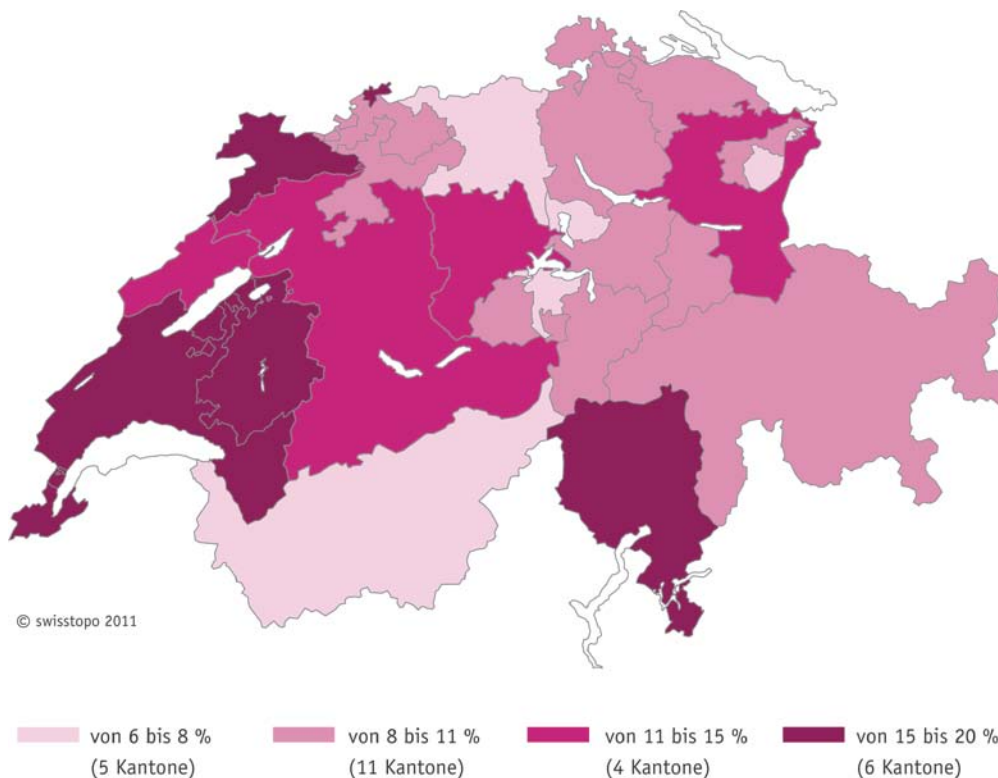 © swisstopo 2011
von 6 bis 8 %
(5 Kantone)
von 8 bis 11 %
(11 Kantone)
von 11 bis 15 %
(4 Kantone)
von 15 bis 20 %
(6 Kantone)